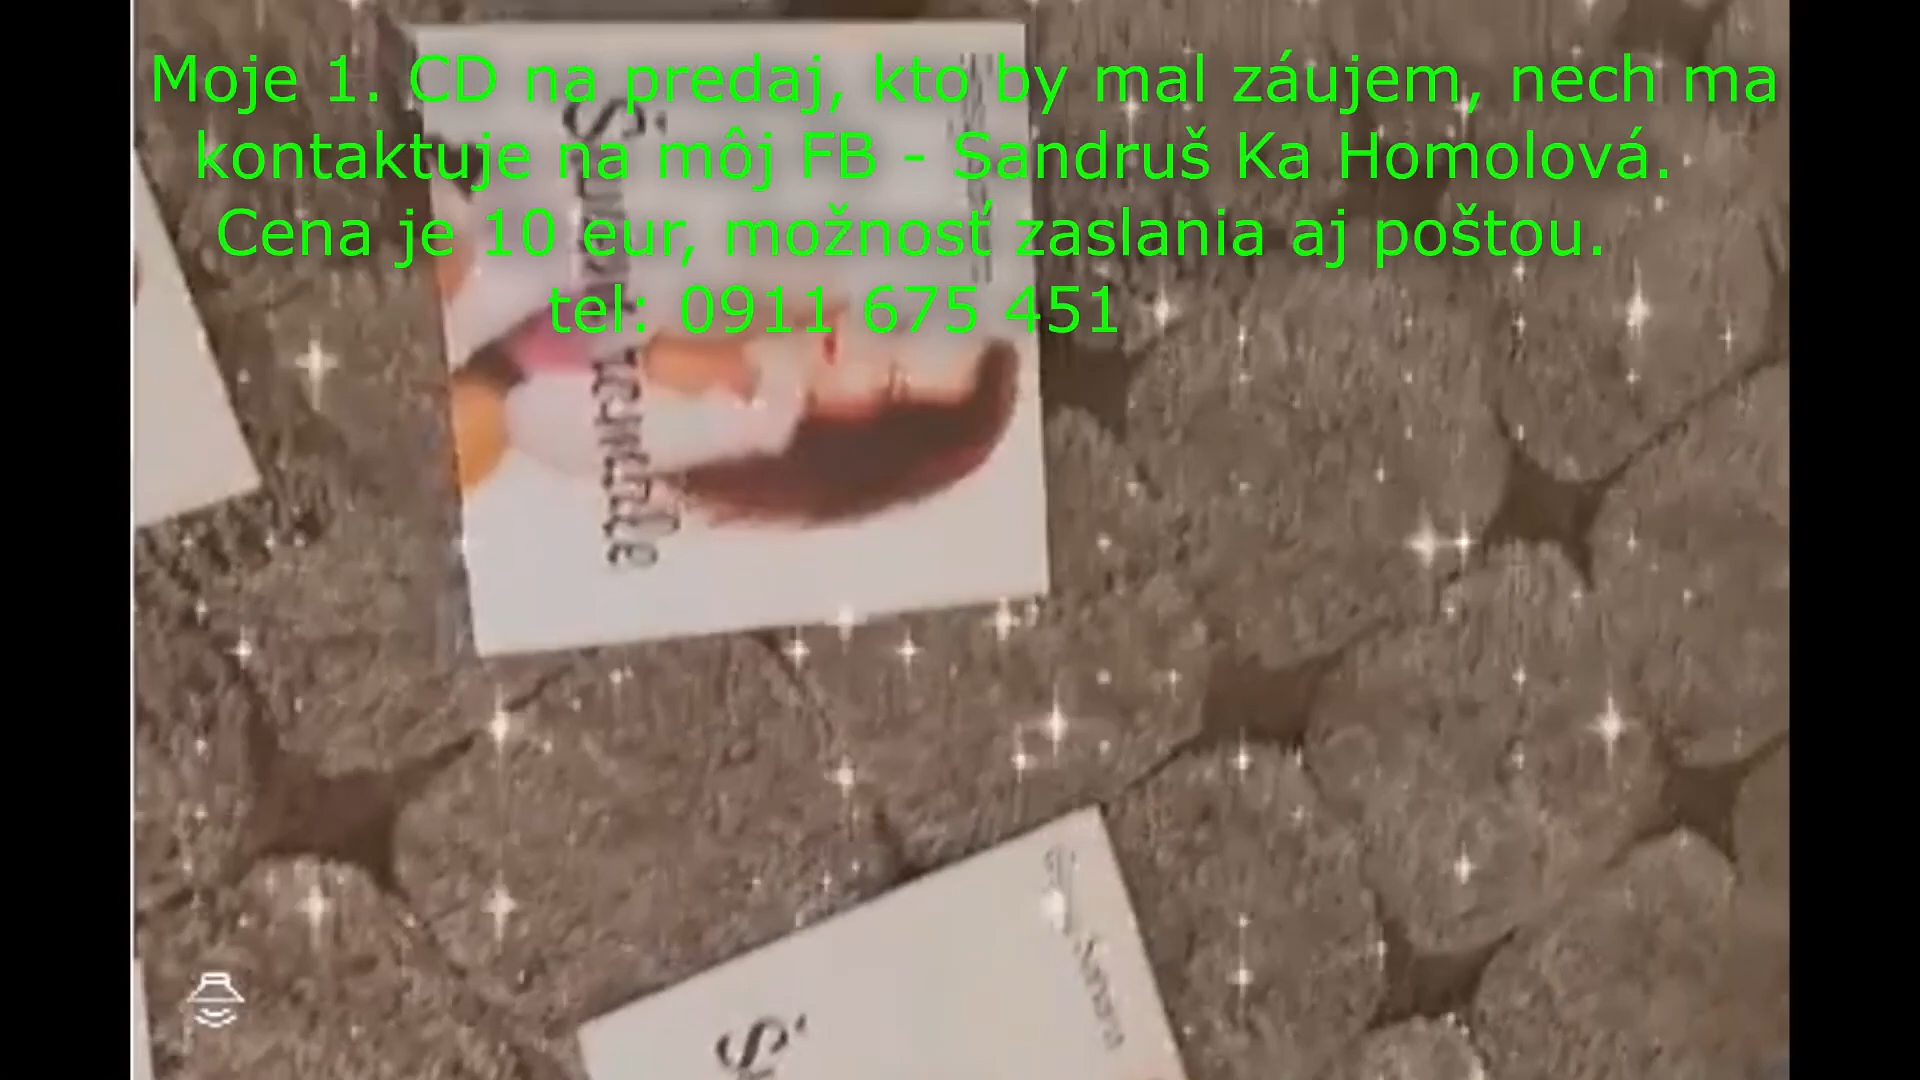 Moje 1. CD na predaj, kto by mal záujem, nech ma
kontaktuje na môj FB - Sandruš Ka Homolová.
Cena je 10 eur, možnosť zaslania aj poštou.
tel: 0911 675 451